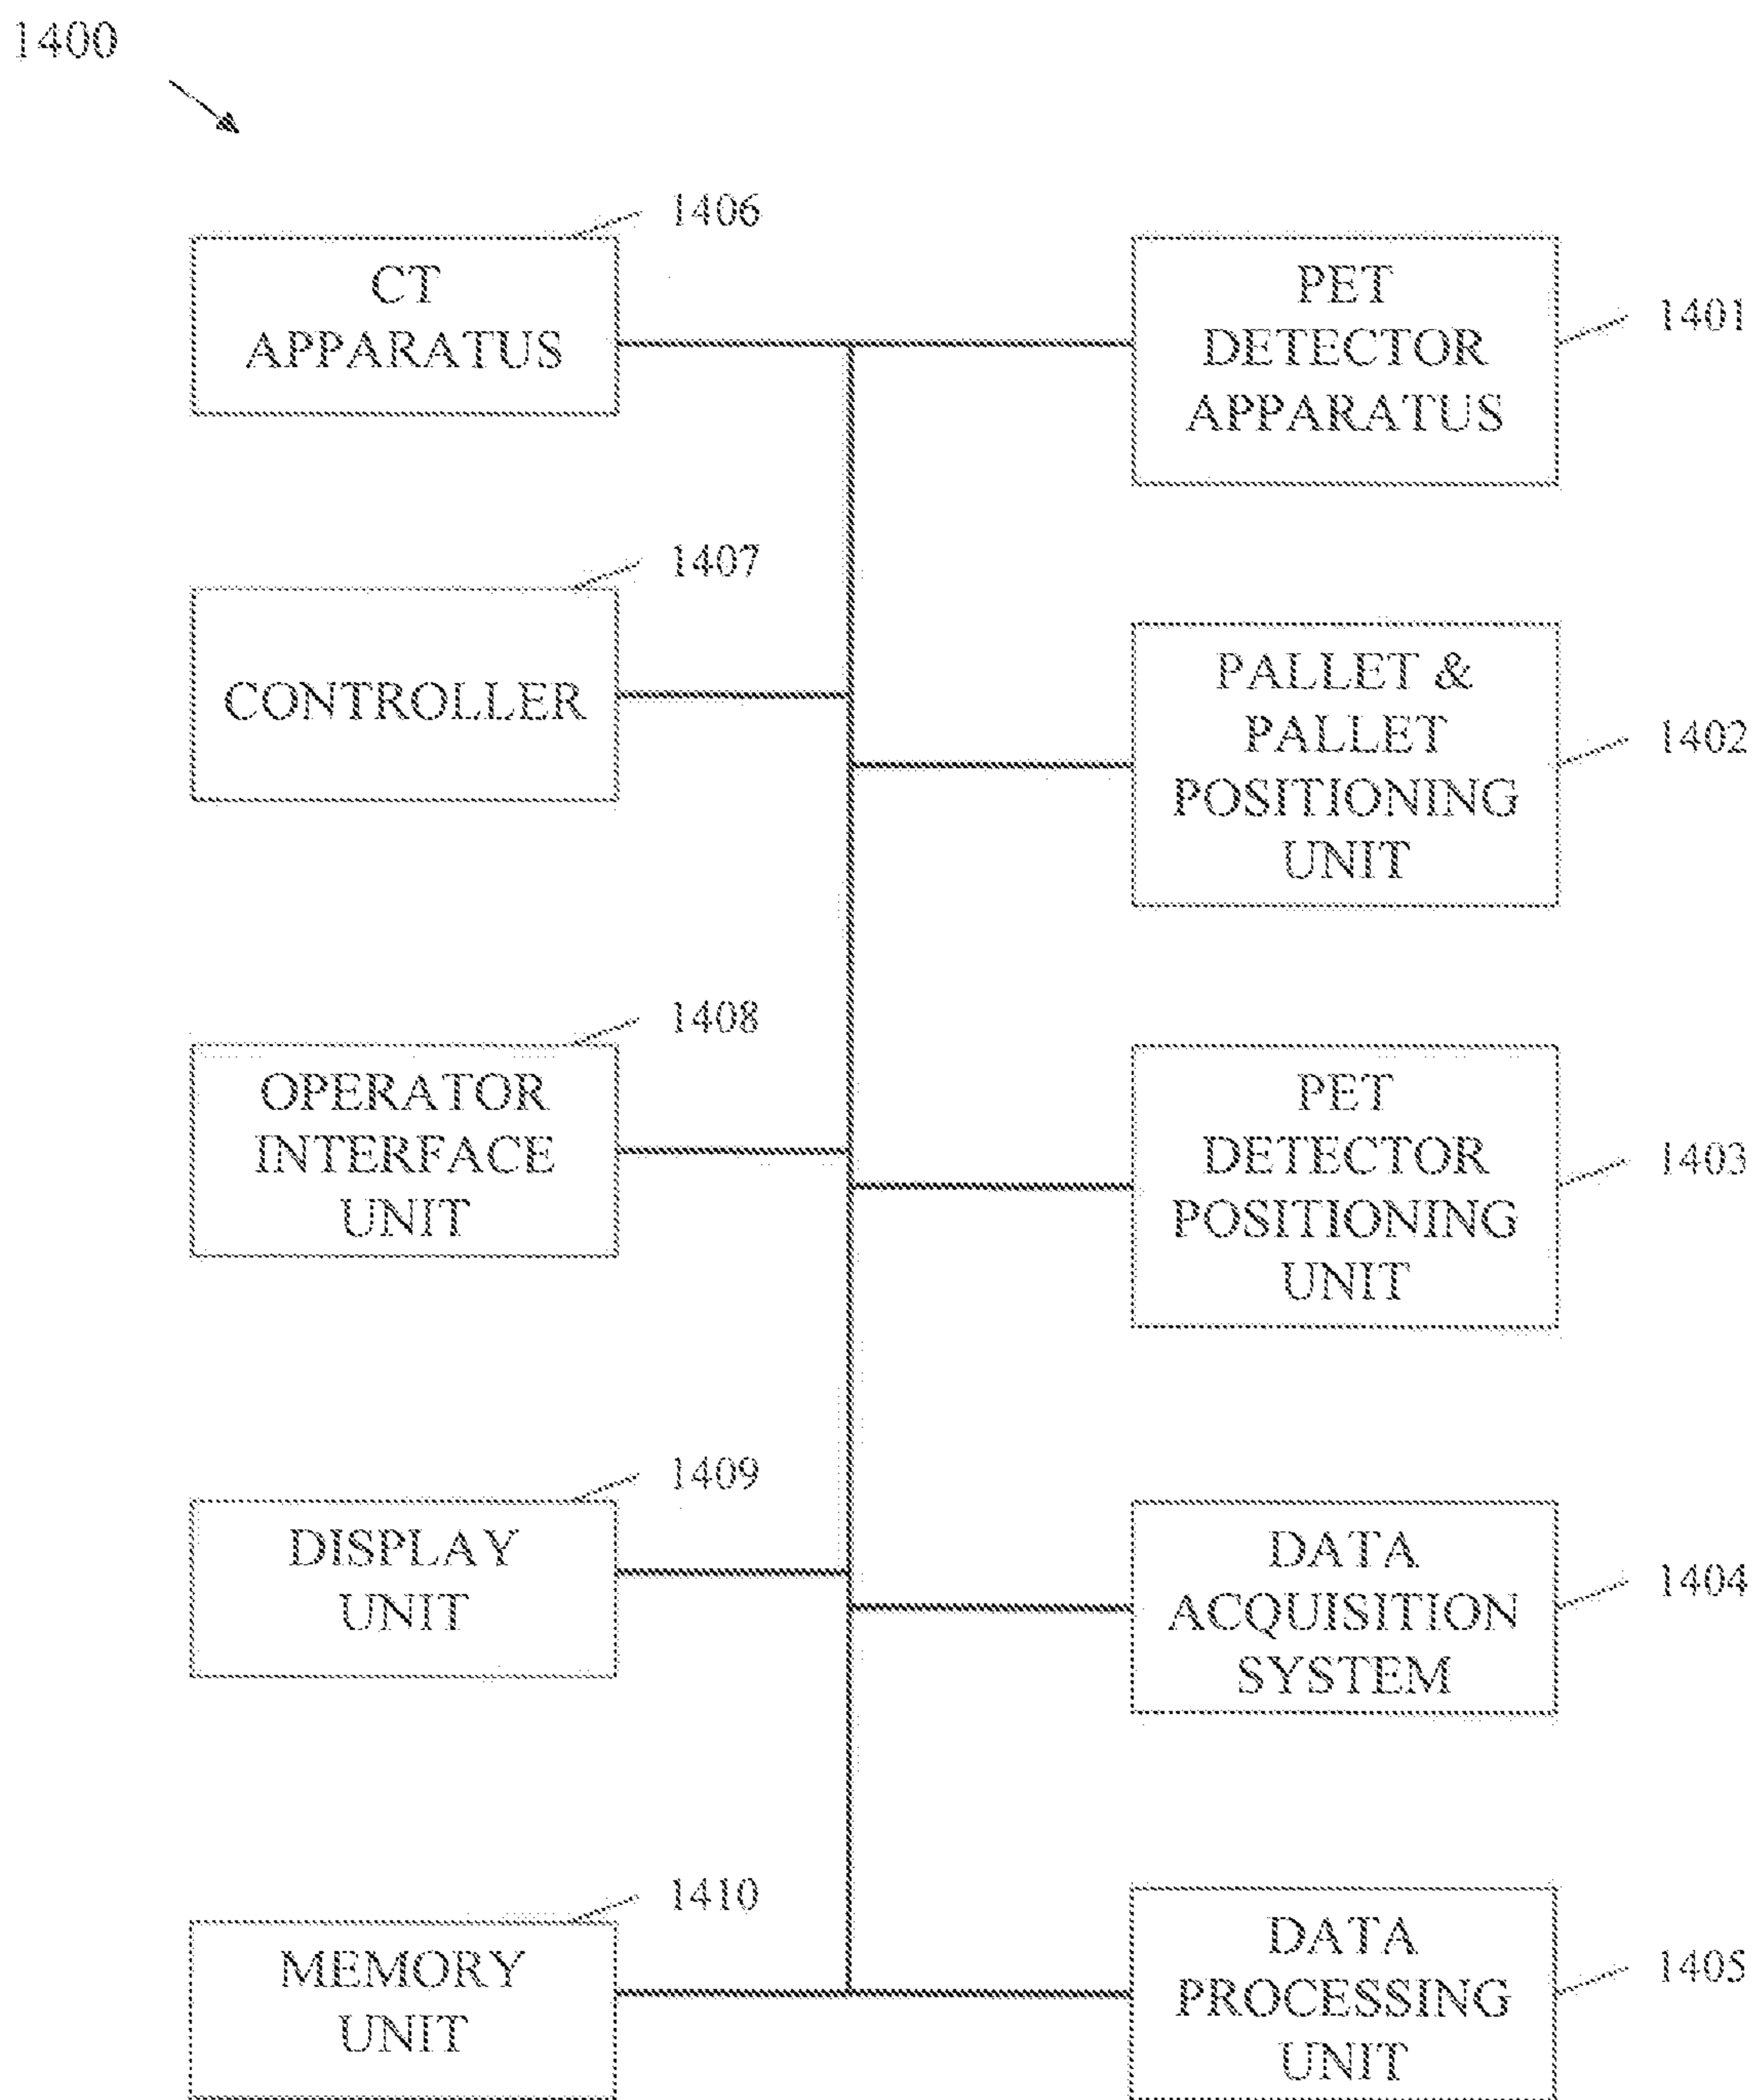 1400
1406
CT
APPARATUS
PET
DETECTOR
APPARATUS
1401
1407
CONTROLLER
PALLET &
PALLET
POSITIONING
UNIT
1402
1408
OPERATOR
INTERFACE
UNIT
PET
DETECTOR
POSITIONING
UNIT
1403
1409
DISPLAY
UNIT
DATA
ACQUISITION
SYSTEM
1404
1410
MEMORY
UNIT
DATA
PROCESSING
UNIT
1405